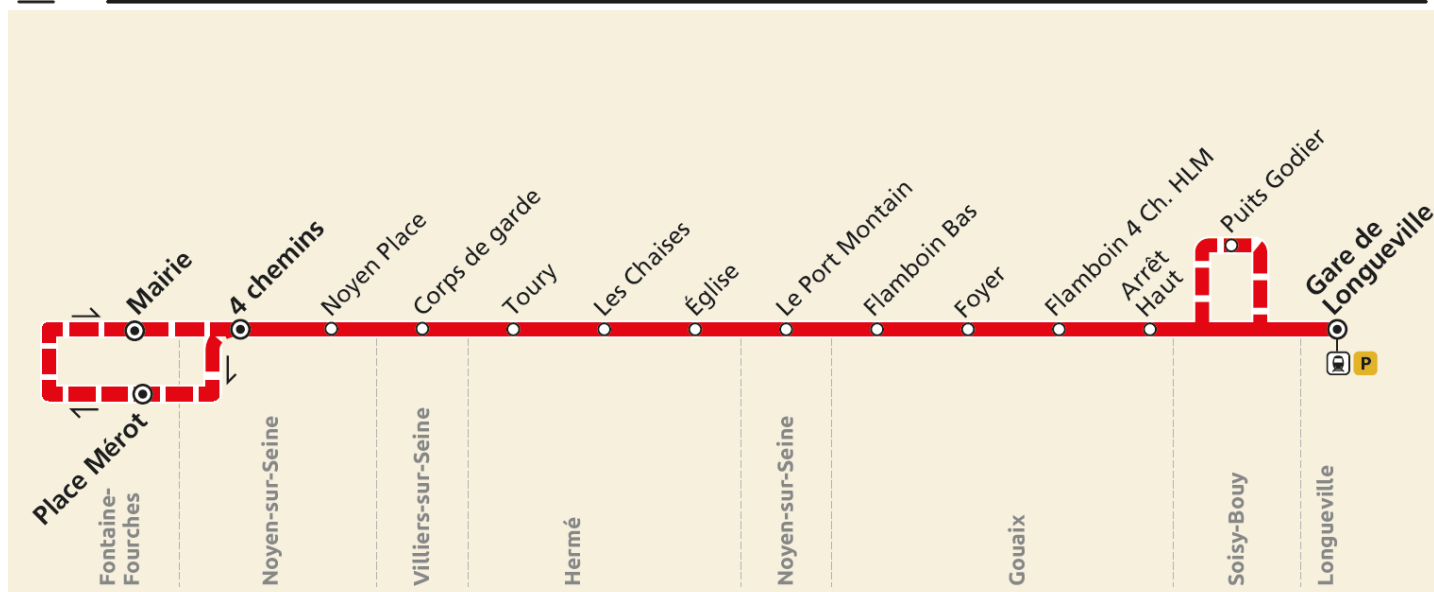 Mairie
4 chemins
Noyen Place
Corps de garde
Toury
Les Chaises
Église
Le Port Montain
Flamboin Bas
Foyer
Flamboin 4 Ch. HLM
Arrêt
Haut
Puits Godier
Gare de
Longueville
P
Place Mérot
Fontaine-
Fourches
Noyen-sur-Seine
Villiers-sur-Seine
Hermé
Noyen-sur-Seine
Gouaix
Soisy-Bouy
Longueville